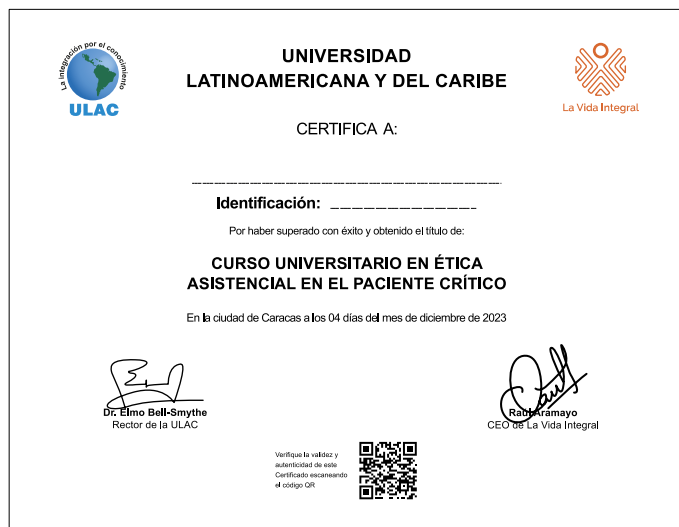 La integración por el conocimiento
ULAC
UNIVERSIDAD
LATINOAMERICANA Y DEL CARIBE
La Vida Integral
CERTIFICA A:
Identificación:
Por haber superado con éxito y obtenido el título de:
CURSO UNIVERSITARIO EN ÉTICA
ASISTENCIAL EN EL PACIENTE CRÍTICO
En la ciudad de Caracas a los 04 días del mes de diciembre de 2023
Dr. Elmo Bell-Smythe
Rector de la ULAC
Raúl Aramayo
CEO de La Vida Integral
Verifique la validez y
autenticidad de este
Certificado escaneando
el código QR